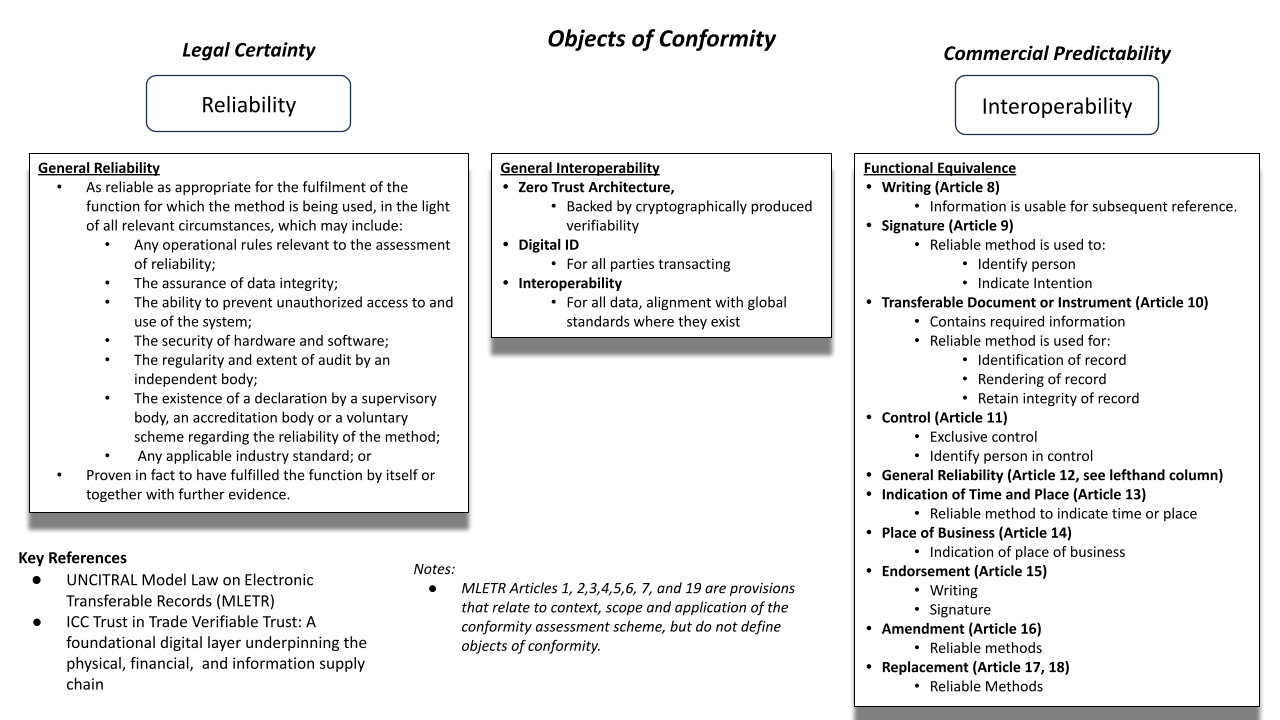 Objects of Conformity
Legal Certainty
Commercial Predictability
Reliability
Interoperability
General Reliability
• As reliable as appropriate for the fulfilment of the
function for which the method is being used, in the light
of all relevant circumstances, which may include:
• Any operational rules relevant to the assessment
of reliability;
• The assurance of data integrity;
• The ability to prevent unauthorized access to and
use of the system;
• The security of hardware and software;
• The regularity and extent of audit by an
independent body;
• The existence of a declaration by a supervisory
body, an accreditation body or a voluntary
scheme regarding the reliability of the method;
• Any applicable industry standard; or
• Proven in fact to have fulfilled the function by itself or
together with further evidence.
General Interoperability
• Zero Trust Architecture,
• Backed by cryptographically produced
verifiability
• Digital ID
• For all parties transacting
• Interoperability
• For all data, alignment with global
standards where they exist
Functional Equivalence
• Writing (Article 8)
• Information is usable for subsequent reference.
• Signature (Article 9)
• Reliable method is used to:
• Identify person
• Indicate Intention
• Transferable Document or Instrument (Article 10)
• Contains required information
• Reliable method is used for:
• Identification of record
• Rendering of record
• Retain integrity of record
• Control (Article 11)
• Exclusive control
• Identify person in control
• General Reliability (Article 12, see lefthand column)
• Indication of Time and Place (Article 13)
• Reliable method to indicate time or place
• Place of Business (Article 14)
• Indication of place of business
• Endorsement (Article 15)
• Writing
• Signature
• Amendment (Article 16)
• Reliable methods
• Replacement (Article 17, 18)
• Reliable Methods
Key References
● UNCITRAL Model Law on Electronic
Transferable Records (MLETR)
● ICC Trust in Trade Verifiable Trust: A
foundational digital layer underpinning the
physical, financial, and information supply
chain
Notes:
● MLETR Articles 1, 2,3,4,5,6, 7, and 19 are provisions
that relate to context, scope and application of the
conformity assessment scheme, but do not define
objects of conformity.